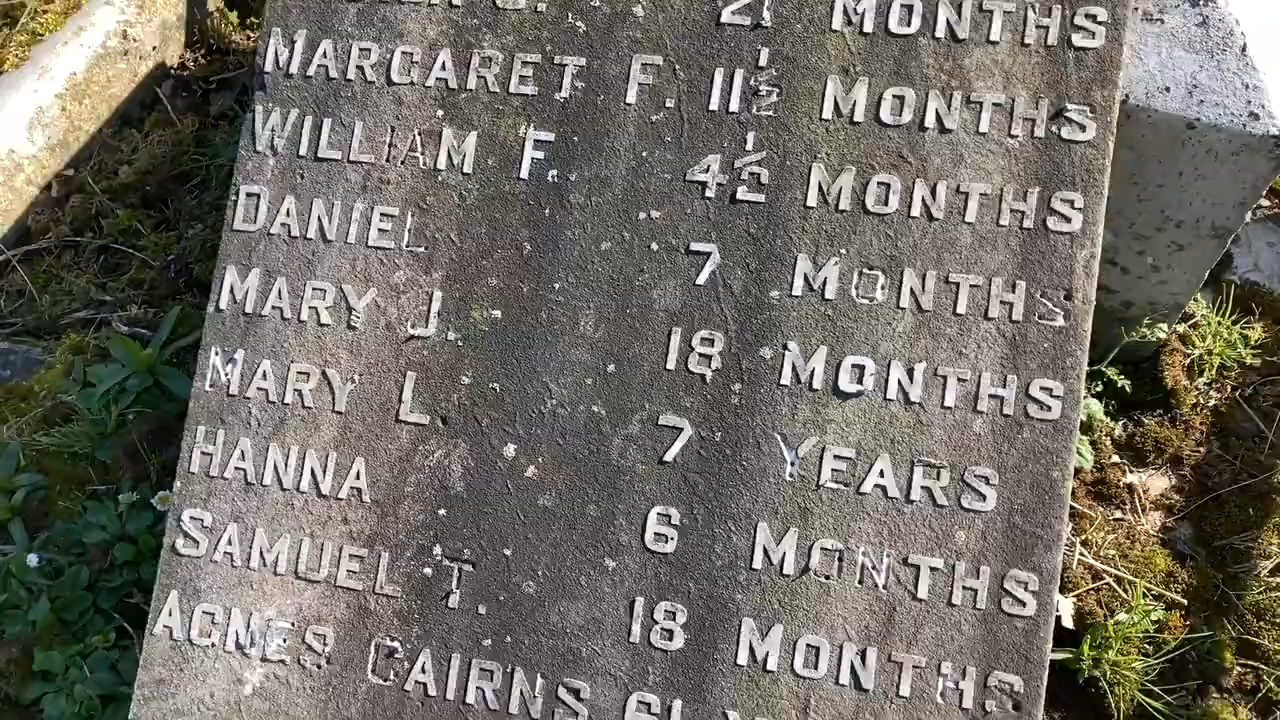 MONTHS
MARGARET F. 11½ MONTHS
WILLIAM F. 4½ MONTHS
DANIEL 7 MONTHS
MARY J. 18 MONTHS
MARY L 7 YEARS
HANNA 6 MONTHS
SAMUEL T. 18 MONTHS
AGNES CAIRNS